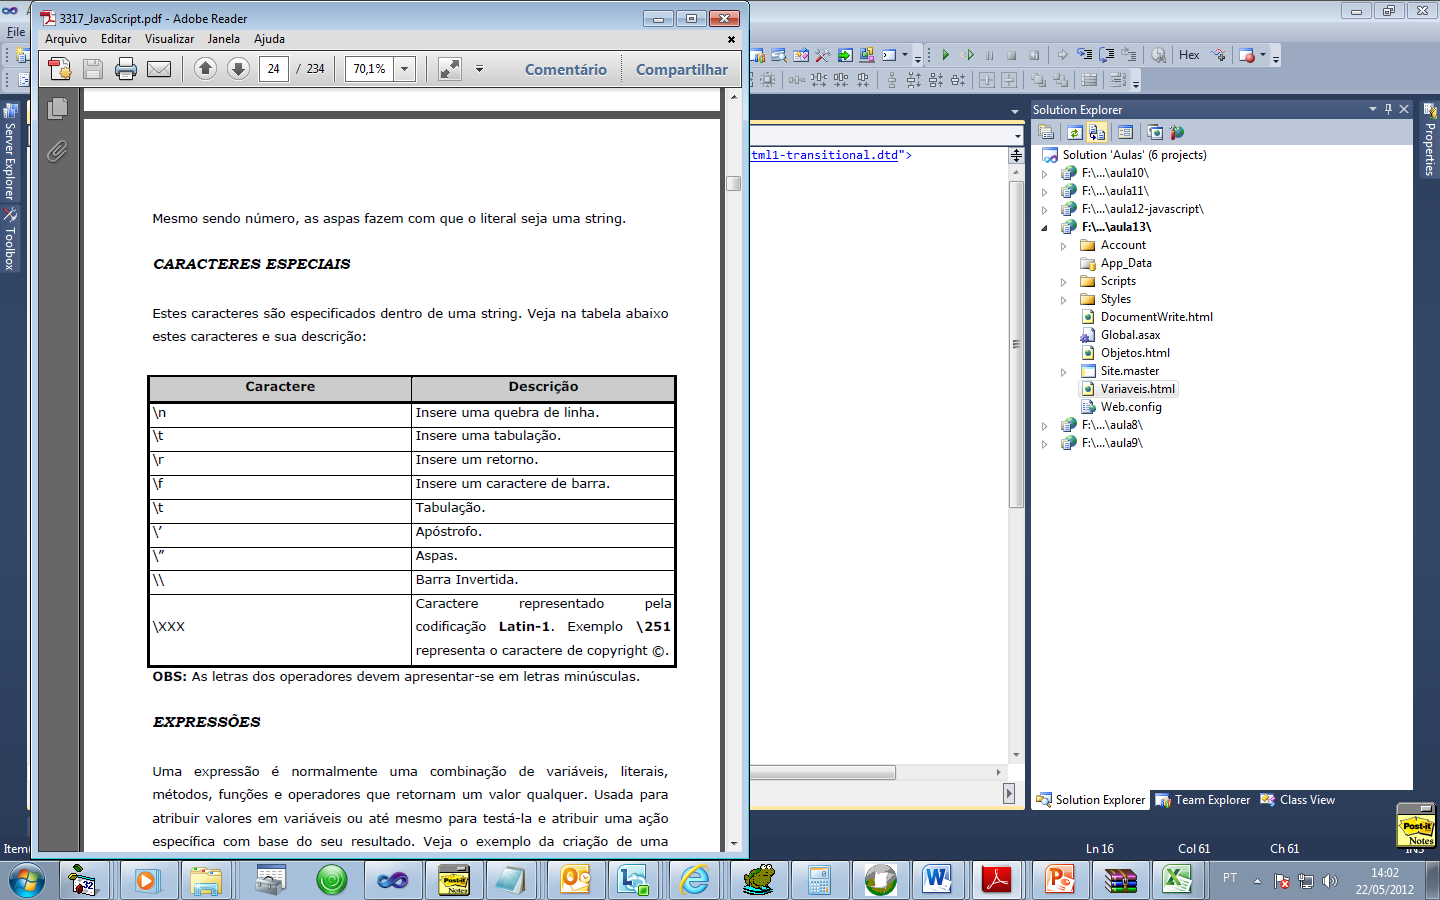 3317_JavaScript.pdf - Adobe Reader
Arquivo Editar Visualizar Janela Ajuda
24 / 234 70,1% Comentário Compartilhar
Mesmo sendo número, as aspas fazem com que o literal seja uma string.
CARACTERES ESPECIAIS
Estes caracteres são especificados dentro de uma string. Veja na tabela abaixo
estes caracteres e sua descrição:
Caractere Descrição
\n Insere uma quebra de linha.
\t Insere uma tabulação.
\r Insere um retorno.
\f Insere um caractere de barra.
\t Tabulação.
\’ Apóstrofo.
\” Aspas.
\\ Barra Invertida.
\XXX Caractere representado pela
codificação Latin-1. Exemplo \251
representa o caractere de copyright ©.
OBS: As letras dos operadores devem apresentar-se em letras minúsculas.
EXPRESSÕES
Uma expressão é normalmente uma combinação de variáveis, literais,
métodos, funções e operadores que retornam um valor qualquer. Usada para
atribuir valores em variáveis ou até mesmo para testá-la e atribuir uma ação
específica com base do seu resultado. Veja o exemplo da criação de uma
File
Server Explorer
Toolbox
Hex
tml1-transitional.dtd">
Solution Explorer
Solution 'Aulas' (6 projects)
F:\...\aula10\
F:\...\aula11\
F:\...\aula12-javascript\
F:\...\aula13\
Account
App_Data
Scripts
Styles
DocumentWrite.html
Global.asax
Objetos.html
Site.master
Variaveis.html
Web.config
F:\...\aula8\
F:\...\aula9\
Properties
Solution Explorer Team Explorer Class View
Post-it
Notes
Item(
Ln 16 Col 61 Ch 61 INS
32
Post-it
Notes
PT
14:02
22/05/2012